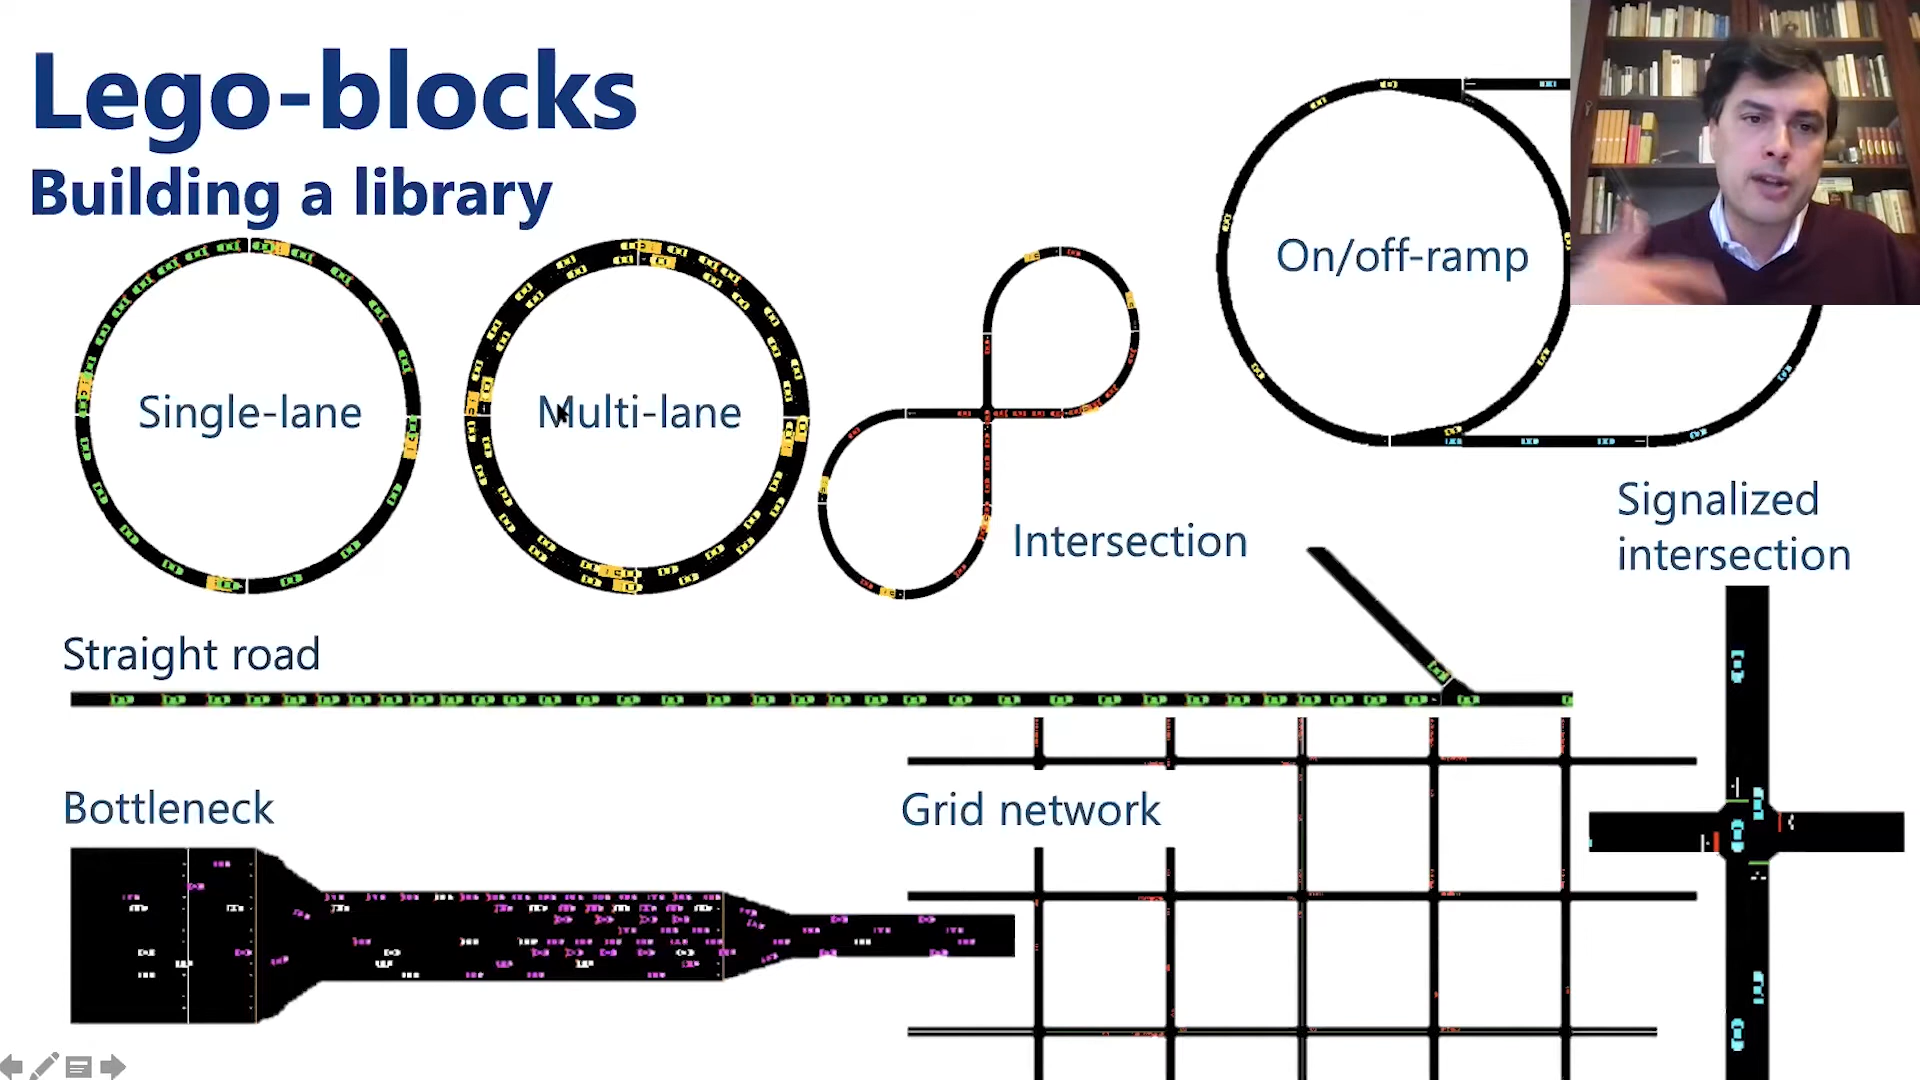 Lego-blocks
Building a library
On/off-ramp
Single-lane
Multi-lane
Signalized
intersection
Intersection
Straight road
Bottleneck
Grid network